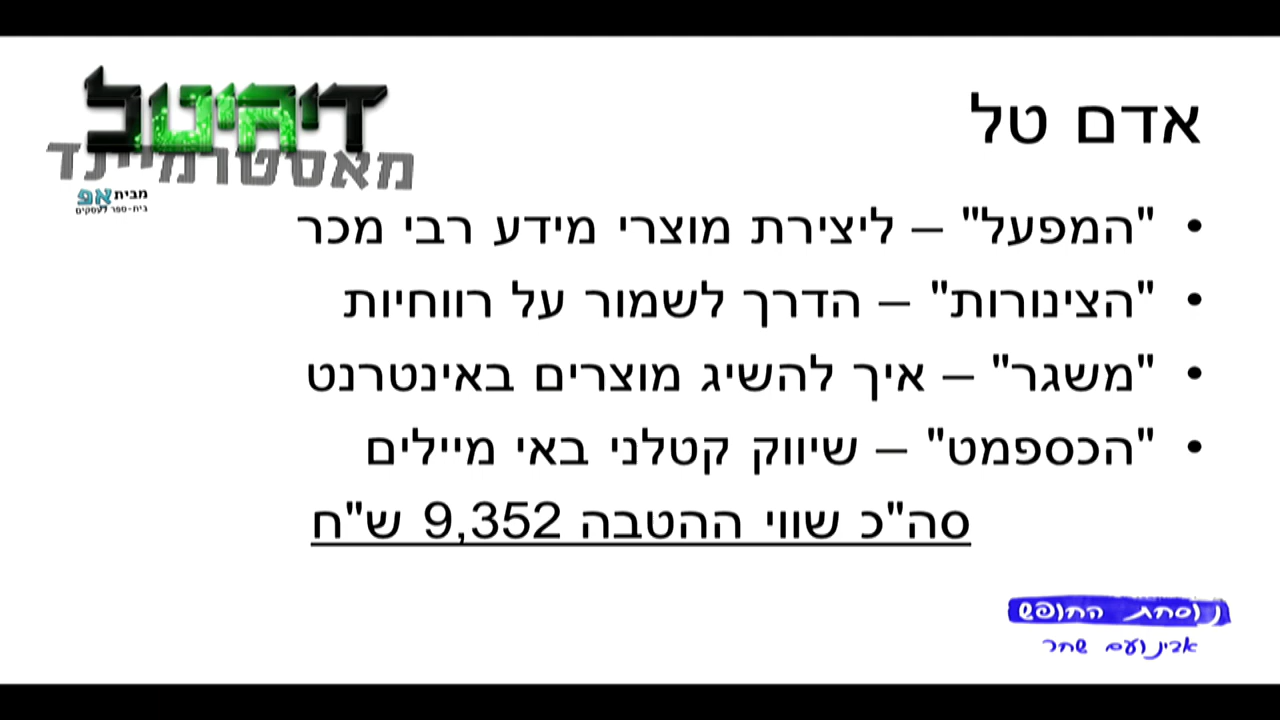 דיהיטל
מאסטרמיינד
מבית אפ
בית-ספר לעסקים
אדם טל
• "המפעל" – ליצירת מוצרי מידע רבי מכר
• "הצינורות" – הדרך לשמור על רווחיות
• "משגר" – איך להשיג מוצרים באינטרנט
• "הכספמט" – שיווק קטלני באי מיילים
סה"כ שווי ההטבה 9,352 ש"ח
נוסחת החופש
אבינועם שחר